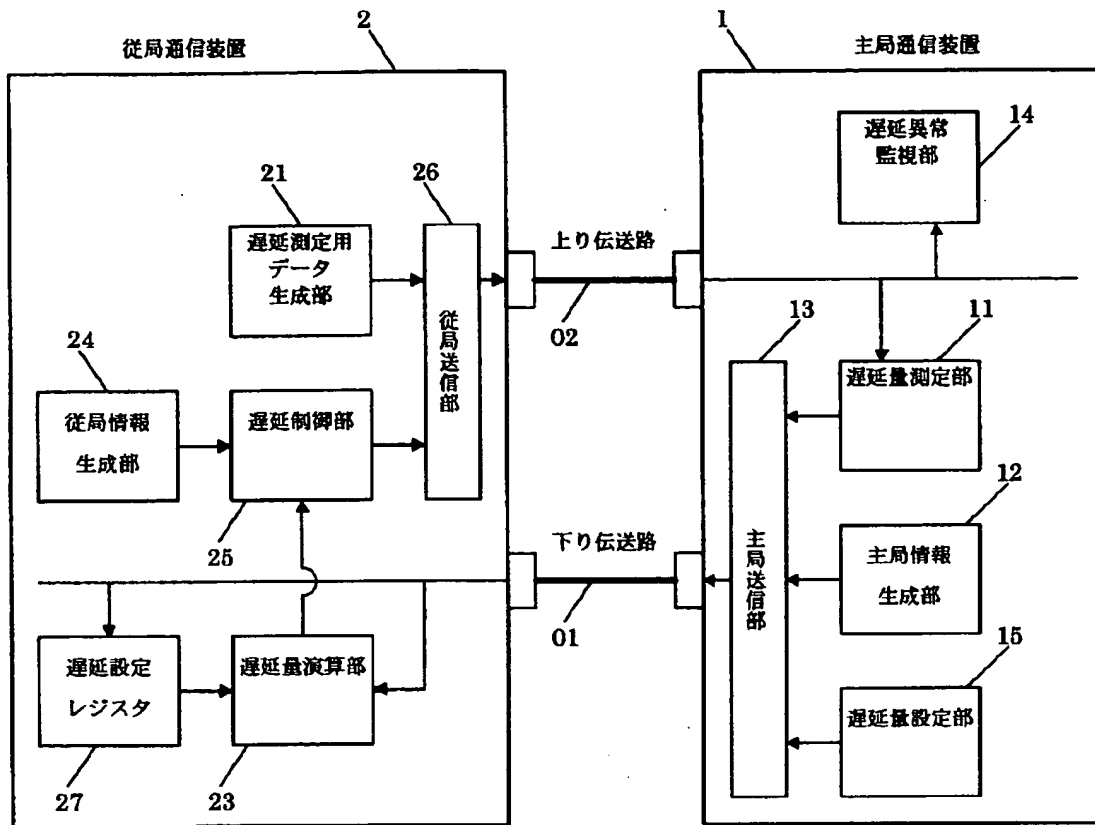 2
1
従局通信装置
主局通信装置
遅延異常
監視部
14
21
26
遅延測定用
データ
生成部
上り伝送路
従局送信部
O2
13
11
遅延量測定部
24
従局情報
生成部
遅延制御部
25
12
主局送信部
主局情報
生成部
下り伝送路
O1
遅延設定
レジスタ
遅延量演算部
15
遅延量設定部
27
23